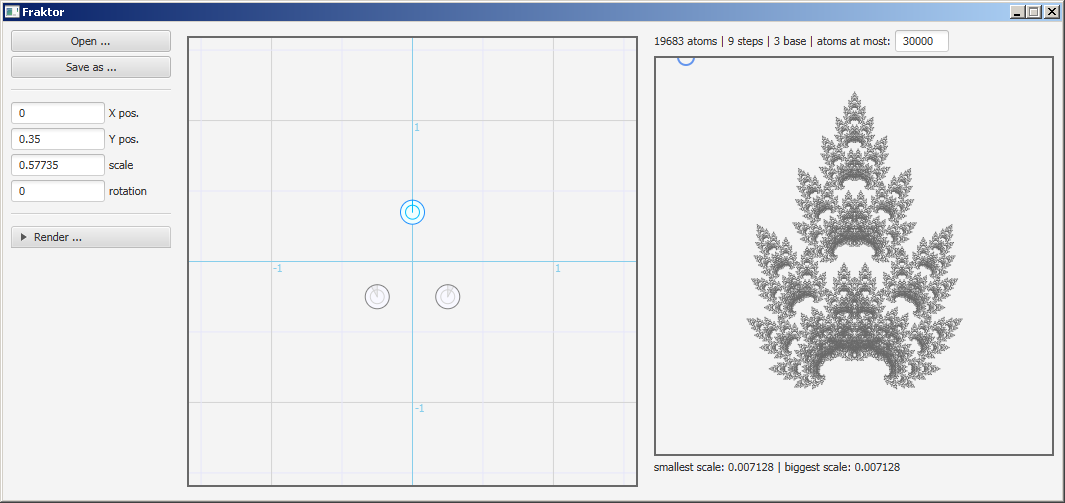 Fraktor
Open ...
Save as ...
0 X pos.
0.35 Y pos.
0.57735 scale
0 rotation
Render ...
1
-1
1
-1
19683 atoms | 9 steps | 3 base | atoms at most: 30000
smallest scale: 0.007128 | biggest scale: 0.007128